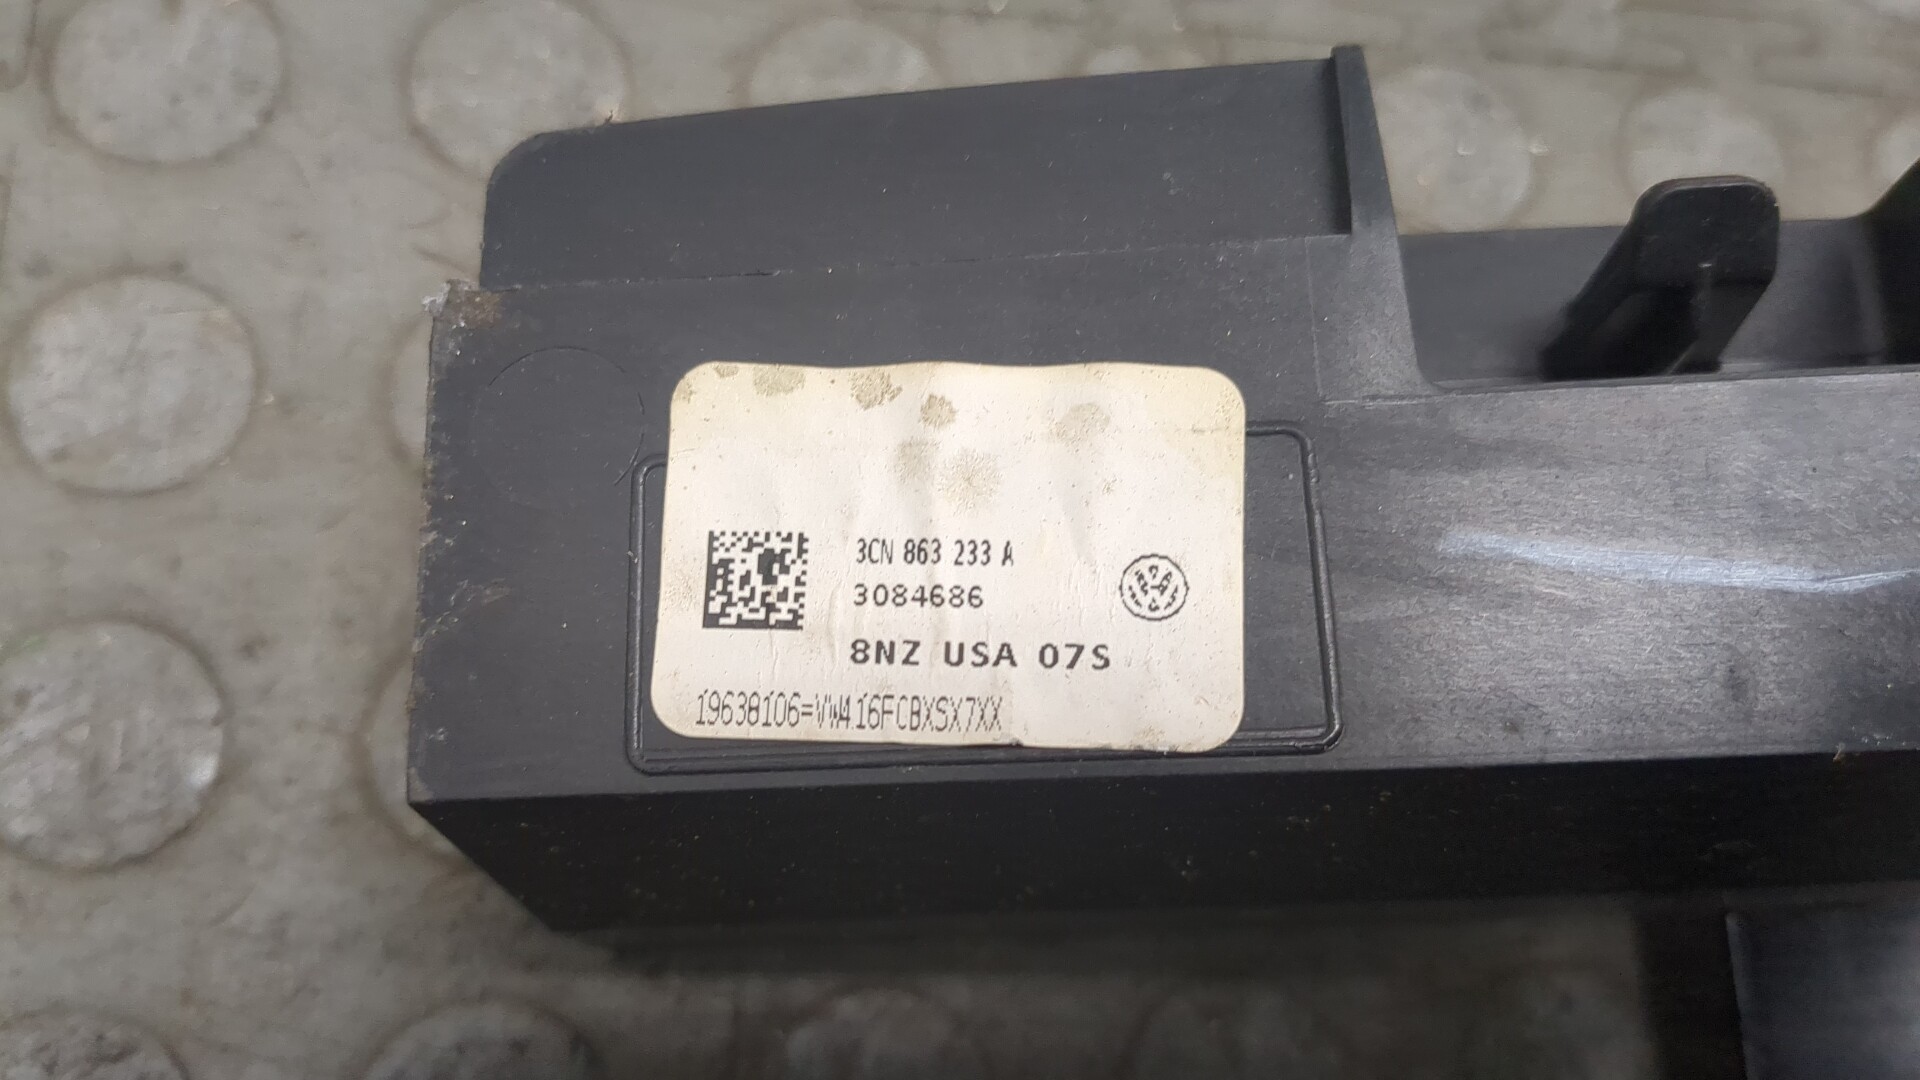 3CN 863 233 A
3084686
8NZ USA 07S
19638106=VW416FCBXSX7XX